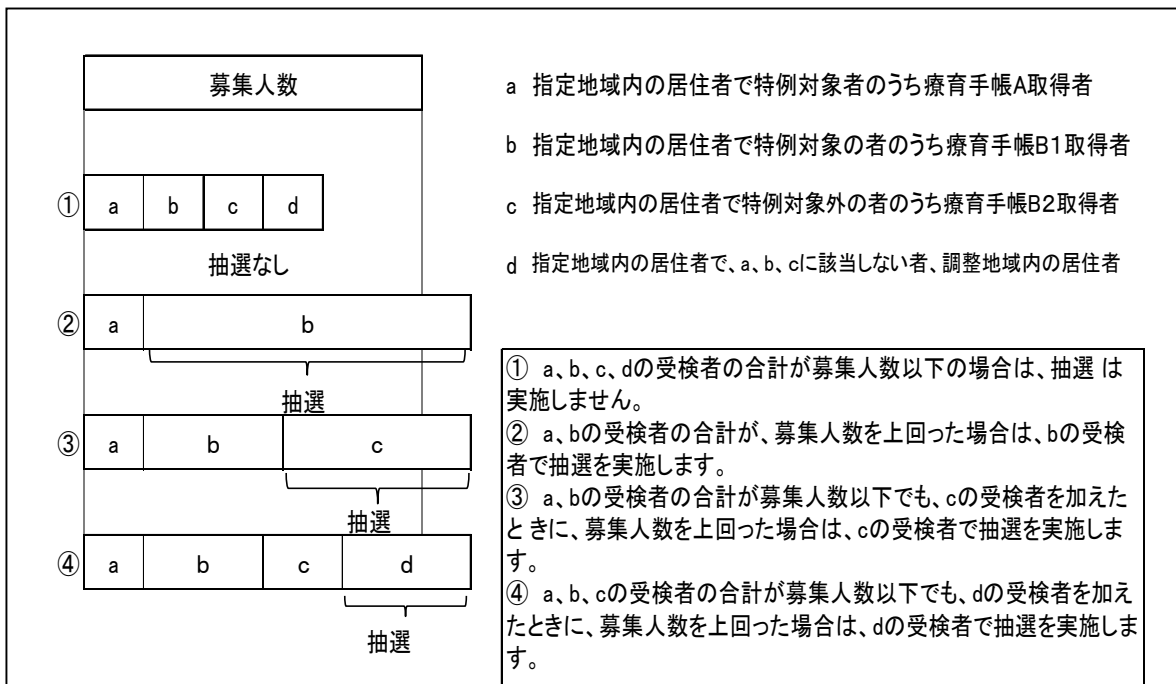 募集人数
a 指定地域内の居住者で特例対象者のうち療育手帳A取得者
b 指定地域内の居住者で特例対象の者のうち療育手帳B1取得者
c 指定地域内の居住者で特例対象外の者のうち療育手帳B2取得者
d 指定地域内の居住者で、a、b、cに該当しない者、調整地域内の居住者
① a b c d
抽選なし
② a b
抽選
③ a b c
抽選
④ a b c d
抽選
① a、b、c、dの受検者の合計が募集人数以下の場合は、抽選 は
実施しません。
② a、bの受検者の合計が、募集人数を上回った場合は、bの受検
者で抽選を実施します。
③ a、bの受検者の合計が募集人数以下でも、cの受検者を加えた
と きに、募集人数を上回った場合は、cの受検者で抽選を実施しま
す。
④ a、b、cの受検者の合計が募集人数以下でも、dの受検者を加え
たときに、募集人数を上回った場合は、dの受検者で抽選を実施しま
す。